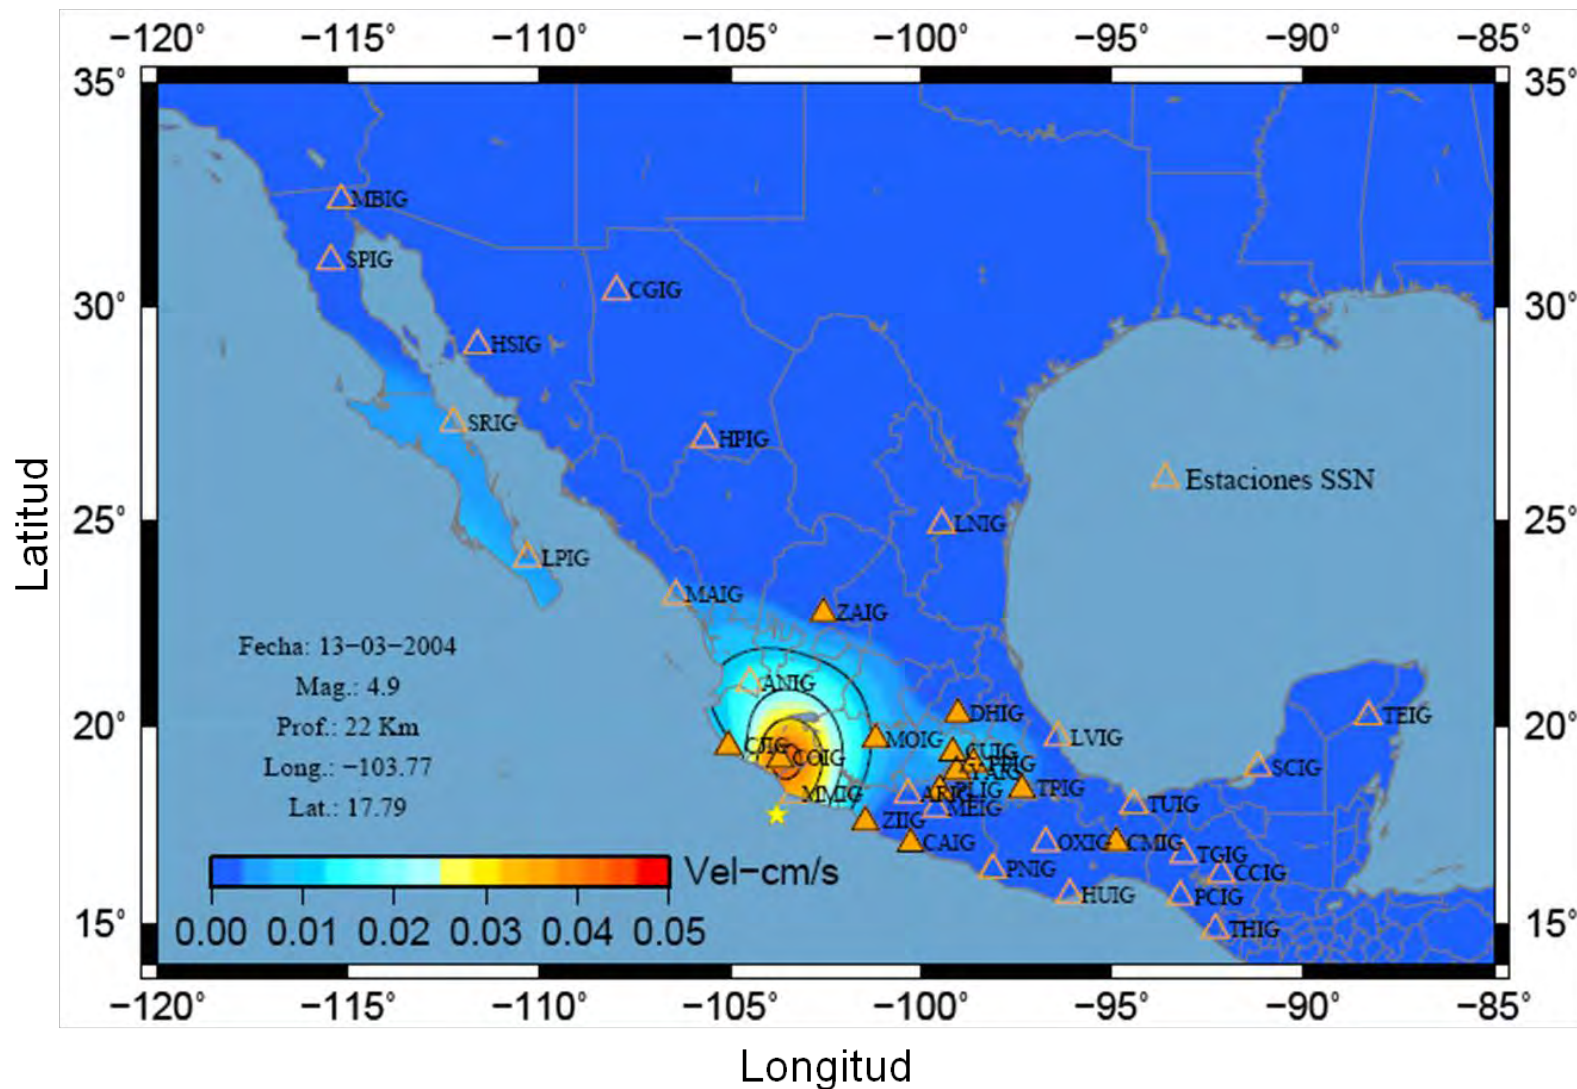 −120° −115° −110° −105° −100° −95° −90° −85°
35° 35°
MBIG
SPIG
CGIG
30° 30°
HSIG
SRIG
HPIG
Estaciones SSN
25° LNIG 25°
LPIG
MAIG
ZAIG
Fecha: 13−03−2004
Mag.: 4.9
Prof.: 22 Km
Long.: −103.77
Lat.: 17.79
ANIG
20° DHIG TEIG 20°
CJIG MOIG CUIG LVIG
COIG YAIG SCIG
MMIG ARIG PLIG TPIG
MEIG TUIG
ZIIG
CAIG OXIG CMIG
TGIG
PNIG CCIG
HUIG PCIG
THIG
Vel−cm/s
0.00 0.01 0.02 0.03 0.04 0.05
15° 15°
−120° −115° −110° −105° −100° −95° −90° −85°
Latitud
Longitud